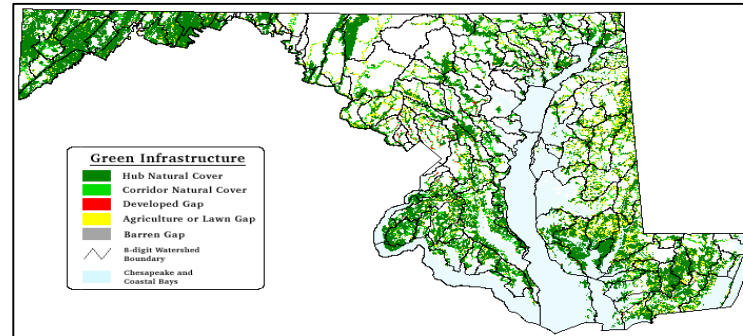 Green Infrastructure
Hub Natural Cover
Corridor Natural Cover
Developed Gap
Agriculture or Lawn Gap
Barren Gap
8-digit Watershed
Boundary
Chesapeake and
Coastal Bays